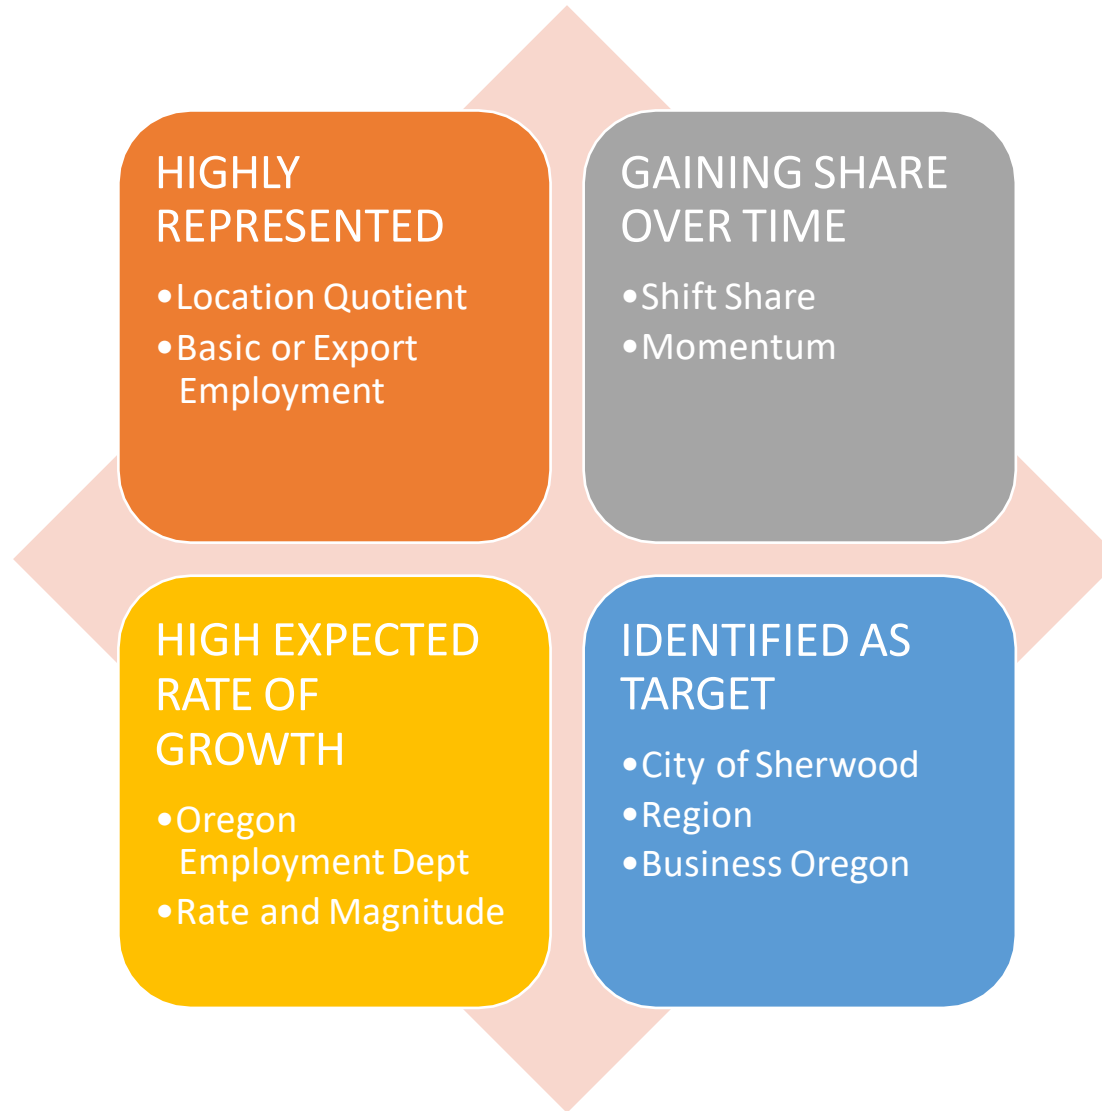 HIGHLY
REPRESENTED
•Location Quotient
•Basic or Export
Employment
GAINING SHARE
OVER TIME
•Shift Share
•Momentum
HIGH EXPECTED
RATE OF
GROWTH
•Oregon
Employment Dept
•Rate and Magnitude
IDENTIFIED AS
TARGET
•City of Sherwood
•Region
•Business Oregon